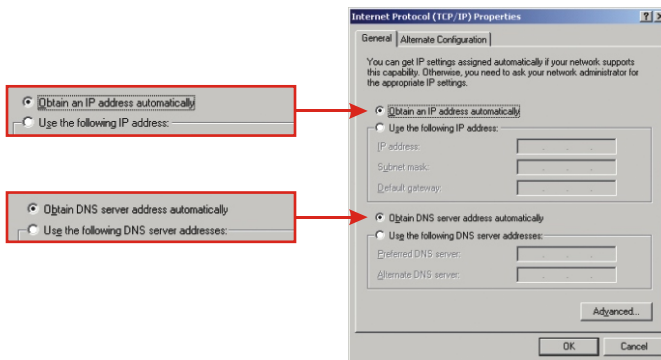 Obtain an IP address automatically
Use the following IP address:
Obtain DNS server address automatically
Use the following DNS server addresses:
Internet Protocol (TCP/IP) Properties
General
Alternate Configuration
You can get IP settings assigned automatically if your network supports
this capability. Otherwise, you need to ask your network administrator for
the appropriate IP settings.
Obtain an IP address automatically
Use the following IP address:
IP address:
Subnet mask:
Default gateway:
Obtain DNS server address automatically
Use the following DNS server addresses:
Preferred DNS server:
Alternate DNS server:
Advanced...
OK
Cancel